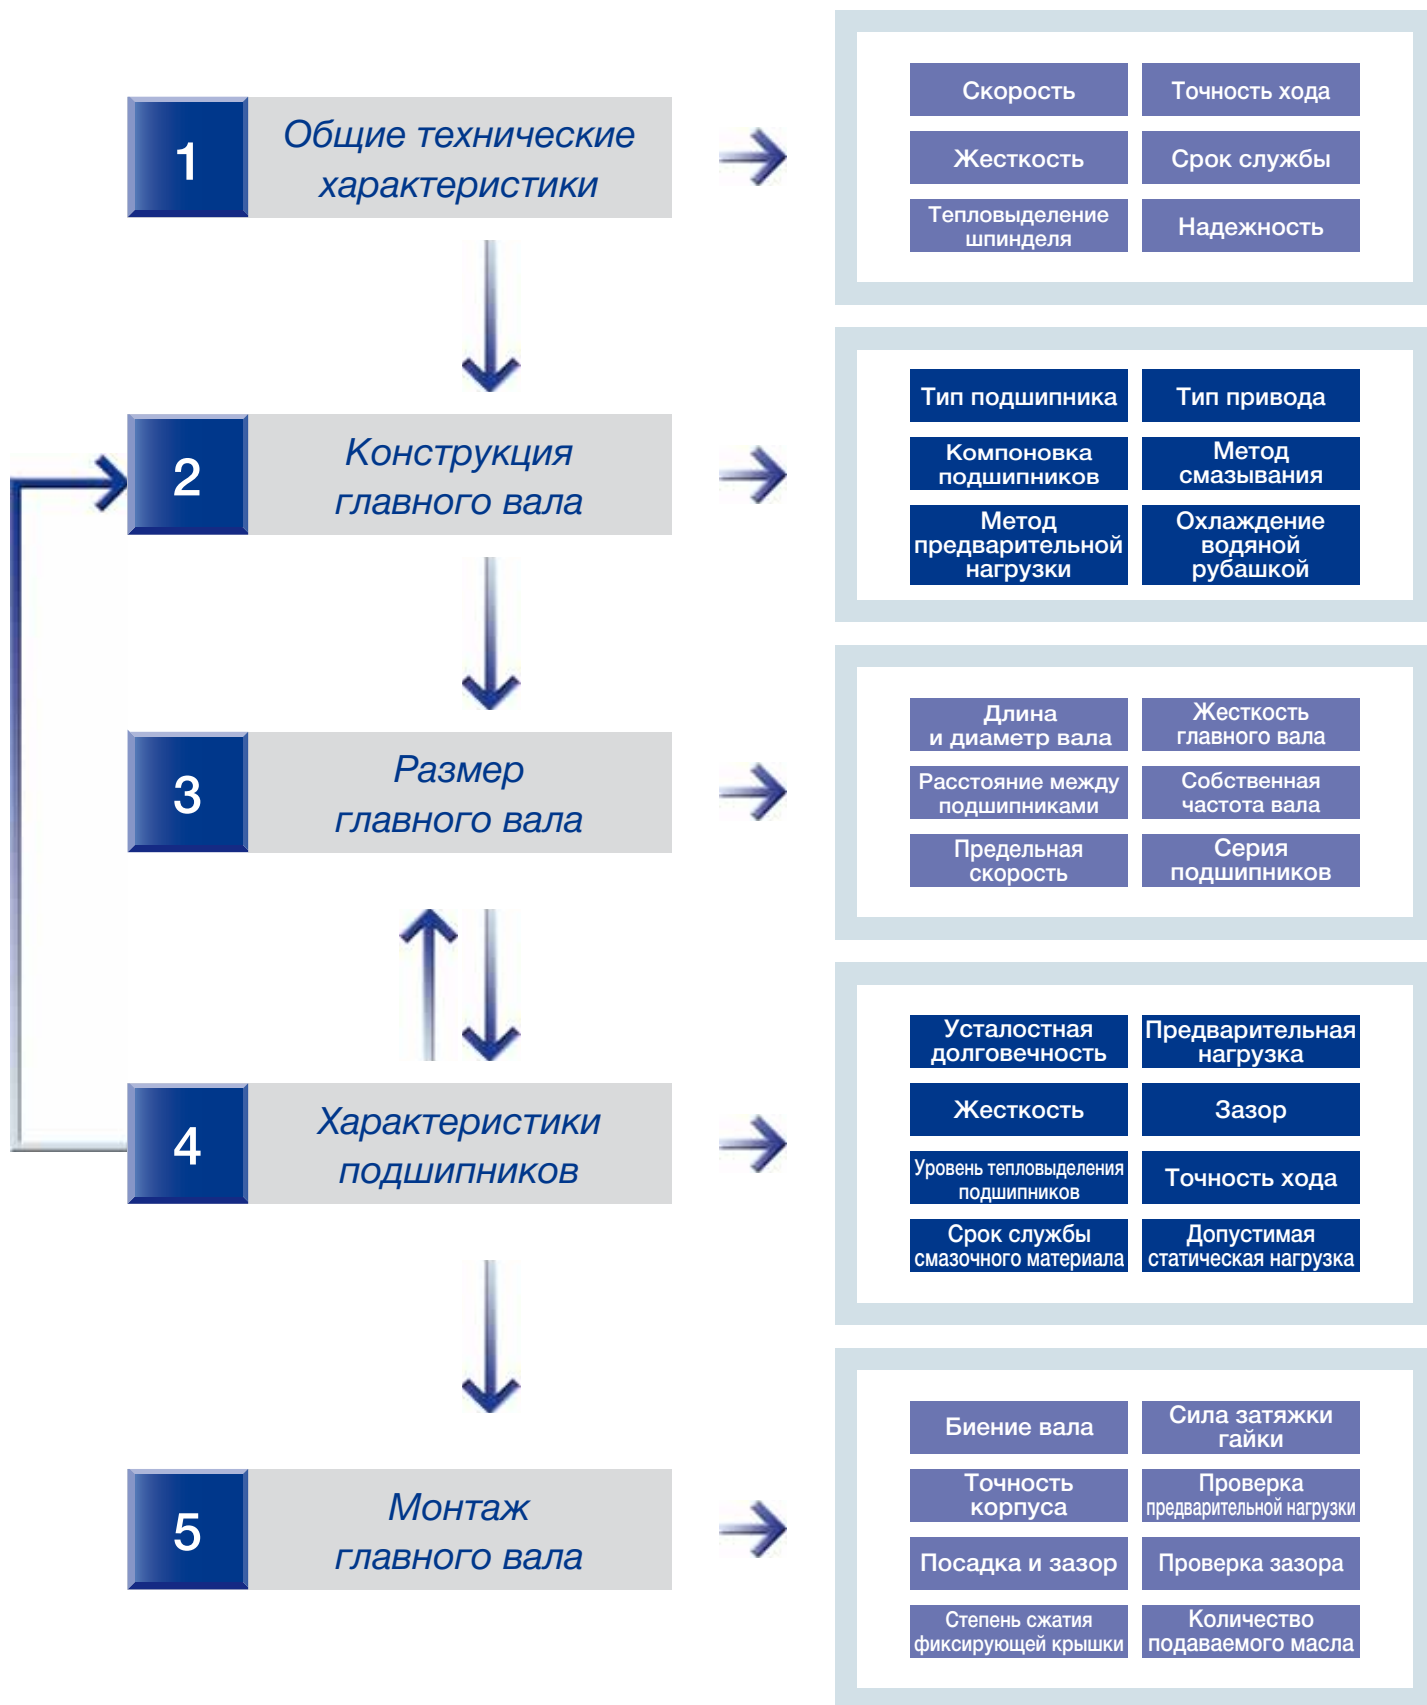 1
Общие технические
характеристики
Скорость
Точность хода
Жесткость
Срок службы
Тепловыделение
шпинделя
Надежность
2
Конструкция
главного вала
Тип подшипника
Тип привода
Компоновка
подшипников
Метод
смазывания
Метод
предварительной
нагрузки
Охлаждение
водяной
рубашкой
3
Размер
главного вала
Длина
и диаметр вала
Жесткость
главного вала
Расстояние между
подшипниками
Собственная
частота вала
Предельная
скорость
Серия
подшипников
4
Характеристики
подшипников
Усталостная
долговечность
Предварительная
нагрузка
Жесткость
Зазор
Уровень тепловыделения
подшипников
Точность хода
Срок службы
смазочного материала
Допустимая
статическая нагрузка
5
Монтаж
главного вала
Биение вала
Сила затяжки
гайки
Точность
корпуса
Проверка
предварительной нагрузки
Посадка и зазор
Проверка зазора
Степень сжатия
фиксирующей крышки
Количество
подаваемого масла